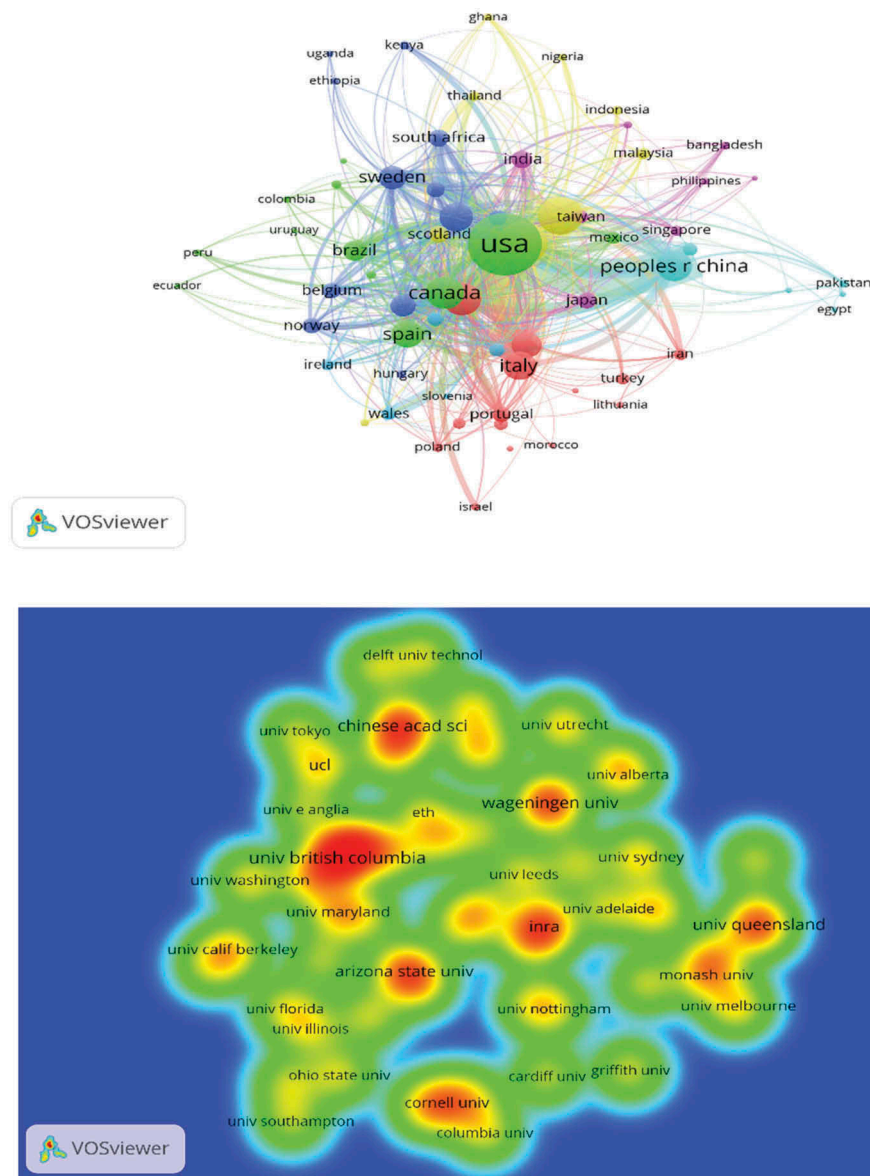 ghana
kenya
uganda
nigeria
ethiopia
thailand
indonesia
south africa
bangladesh
india
malaysia
sweden
philippines
colombia
taiwan
scotland
singapore
uruguay
usa
mexico
brazil
peru
peoples r china
ecuador
pakistan
belgium
canada
japan
egypt
norway
spain
iran
ireland
italy
hungary
turkey
slovenia
lithuania
wales
portugal
poland
morocco
israel
VOSviewer
delft univ technol
univ tokyo
chinese acad sci
univ utrecht
ucl
univ alberta
wageningen univ
univ e anglia
eth
univ british columbia
univ sydney
univ leeds
univ washington
univ maryland
univ adelaide
inra
univ queensland
univ calif berkeley
arizona state univ
monash univ
univ florida
univ nottingham
univ melbourne
univ illinois
ohio state univ
cardiff univ
griffith univ
cornell univ
univ southampton
columbia univ
VOSviewer